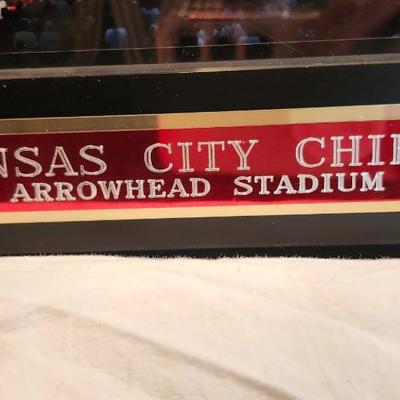 NSAS CITY CHI
ARROWHEAD STADIUM